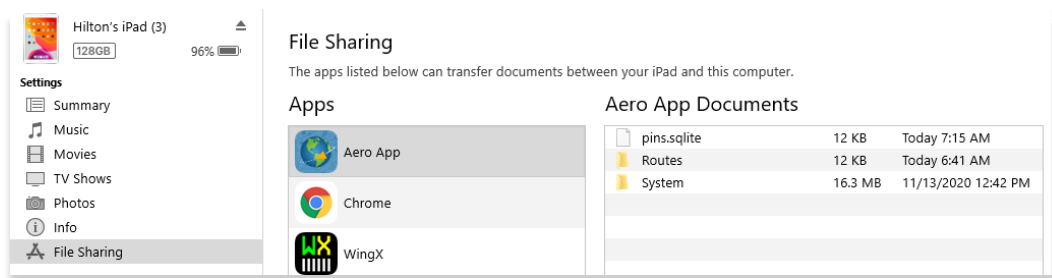 Hilton's iPad (3)
128GB
96%
Settings
Summary
Music
Movies
TV Shows
Photos
Info
File Sharing
File Sharing
The apps listed below can transfer documents between your iPad and this computer.
Apps
Aero App
Chrome
WX
WingX
Aero App Documents
pins.sqlite 12 KB Today 7:15 AM
Routes 12 KB Today 6:41 AM
System 16.3 MB 11/13/2020 12:42 PM